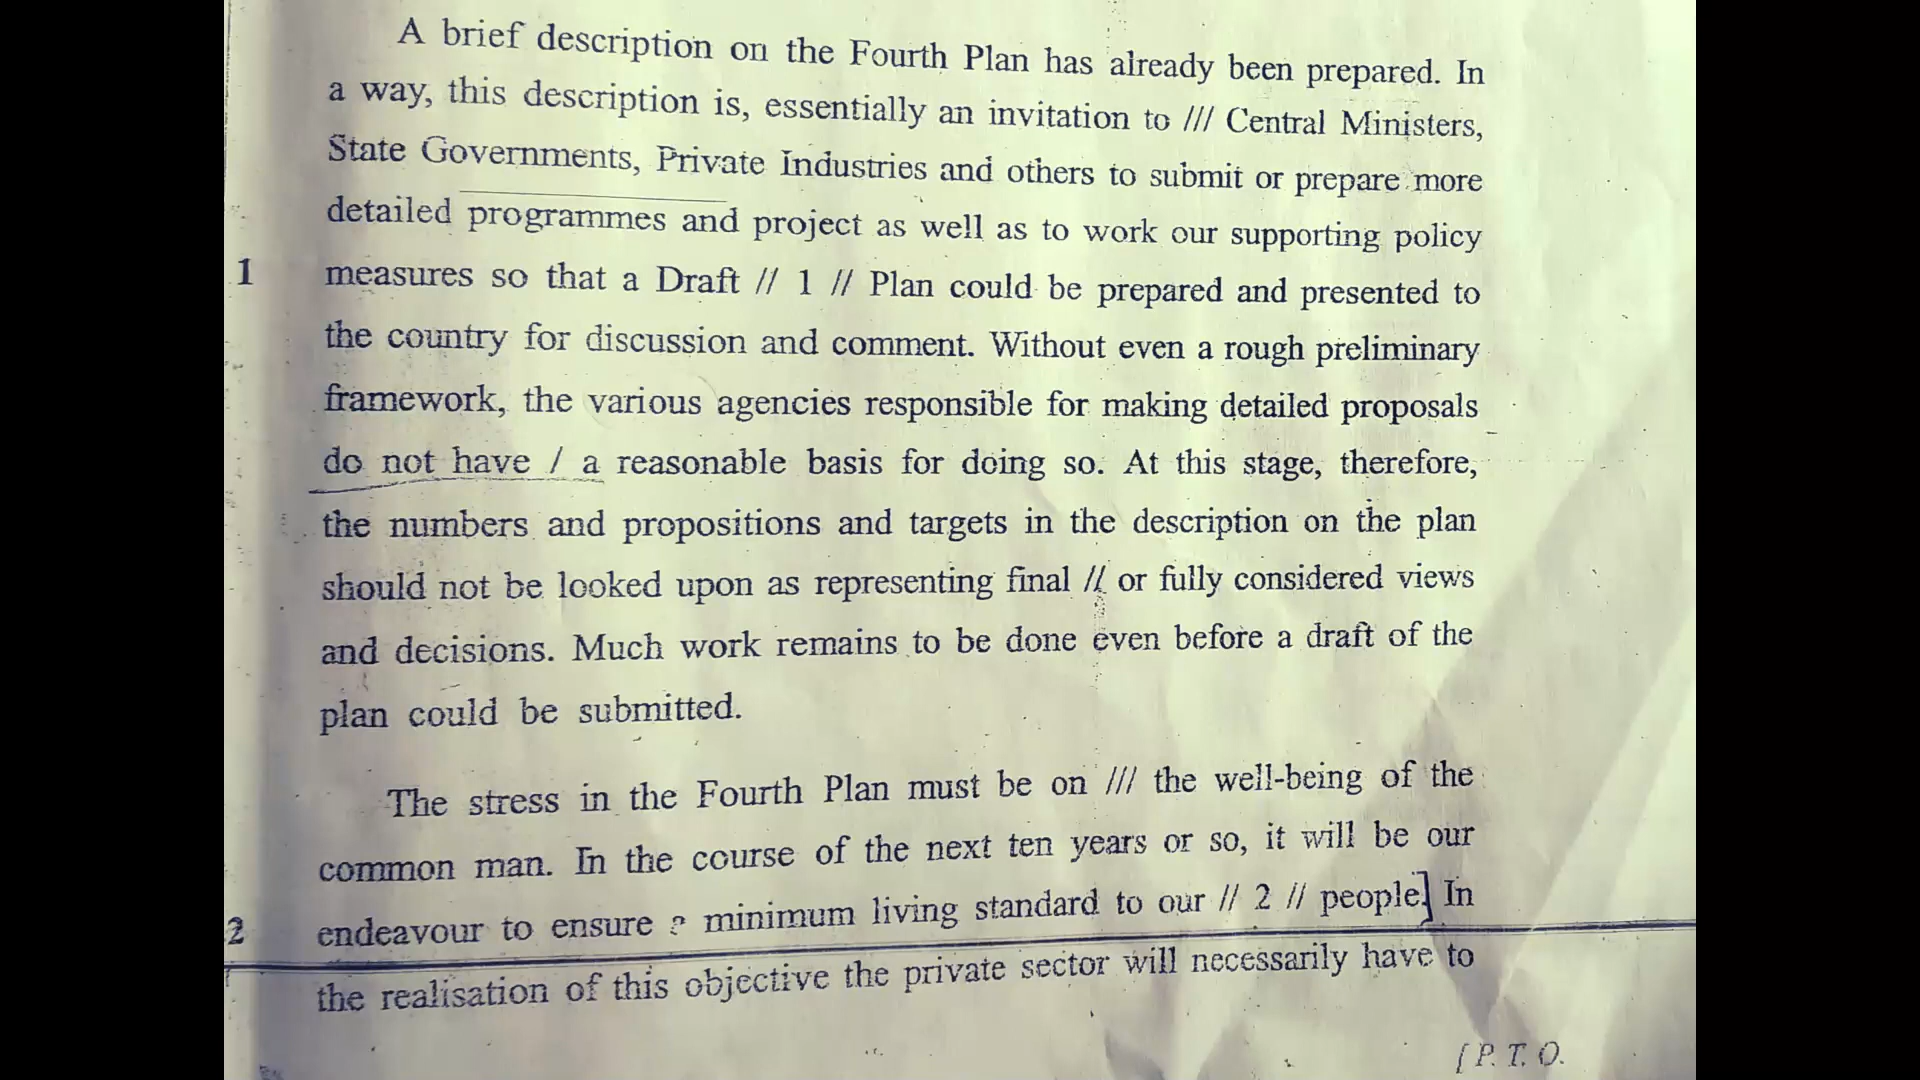 A brief description on the Fourth Plan has already been prepared. In
a way, this description is, essentially an invitation to /// Central Ministers,
State Governments, Private Industries and others to submit or prepare more
detailed programmes and project as well as to work our supporting policy
1 measures so that a Draft // 1 // Plan could be prepared and presented to
the country for discussion and comment. Without even a rough preliminary
framework, the various agencies responsible for making detailed proposals
do not have / a reasonable basis for doing so. At this stage, therefore,
the numbers and propositions and targets in the description on the plan
should not be looked upon as representing final // or fully considered views
and decisions. Much work remains to be done even before a draft of the
plan could be submitted.
The stress in the Fourth Plan must be on /// the well-being of the
common man. In the course of the next ten years or so, it will be our
2 endeavour to ensure a minimum living standard to our // 2 // people.] In
the realisation of this objective the private sector will necessarily have to
[ P. T. O.